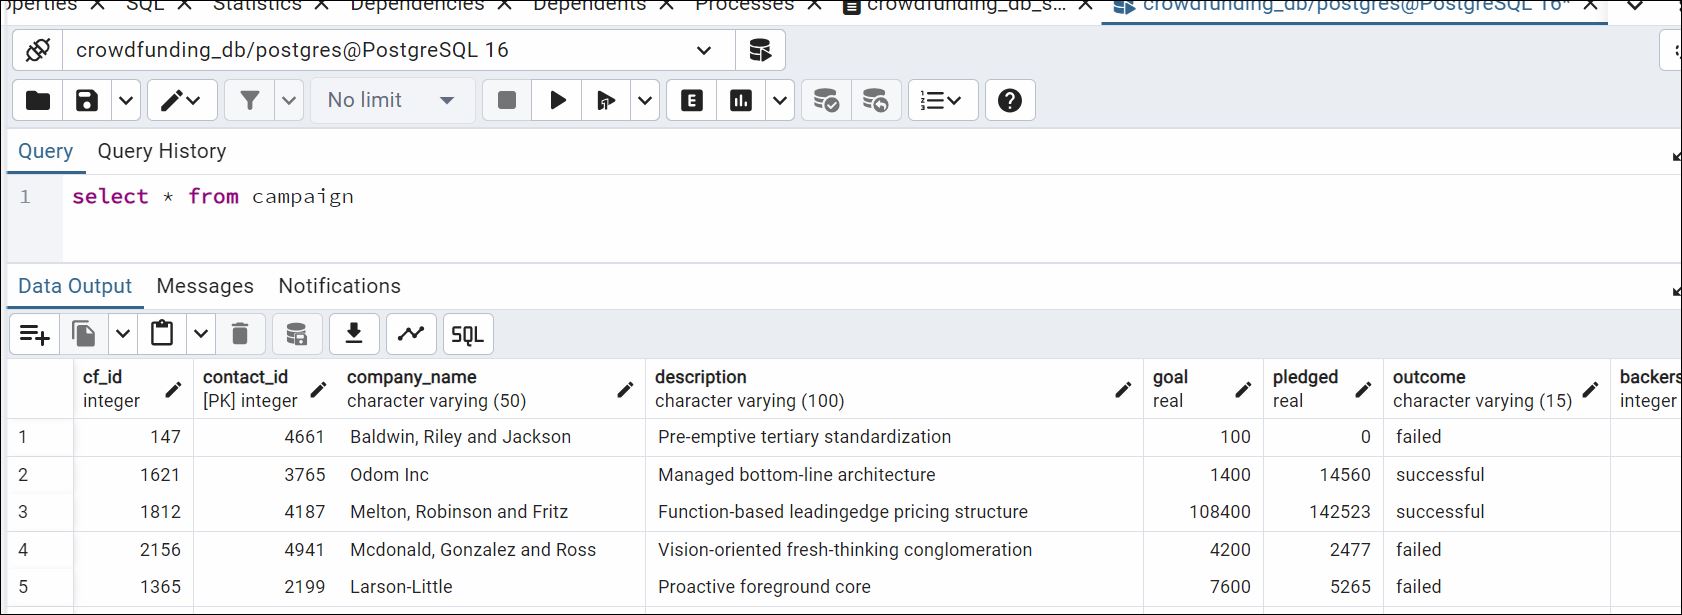 SQL Statistics Dependencies Dependents Processes crowdfunding_db_s... crowdfunding_db/postgres@PostgreSQL 16*
crowdfunding_db/postgres@PostgreSQL 16
No limit
Query Query History
1 select * from campaign
Data Output Messages Notifications
SQL
cf_id contact_id company_name description goal pledged outcome backers
integer [PK] integer character varying (50) character varying (100) real real character varying (15) integer
1 147 4661 Baldwin, Riley and Jackson Pre-emptive tertiary standardization 100 0 failed
2 1621 3765 Odom Inc Managed bottom-line architecture 1400 14560 successful
3 1812 4187 Melton, Robinson and Fritz Function-based leadingedge pricing structure 108400 142523 successful
4 2156 4941 Mcdonald, Gonzalez and Ross Vision-oriented fresh-thinking conglomeration 4200 2477 failed
5 1365 2199 Larson-Little Proactive foreground core 7600 5265 failed